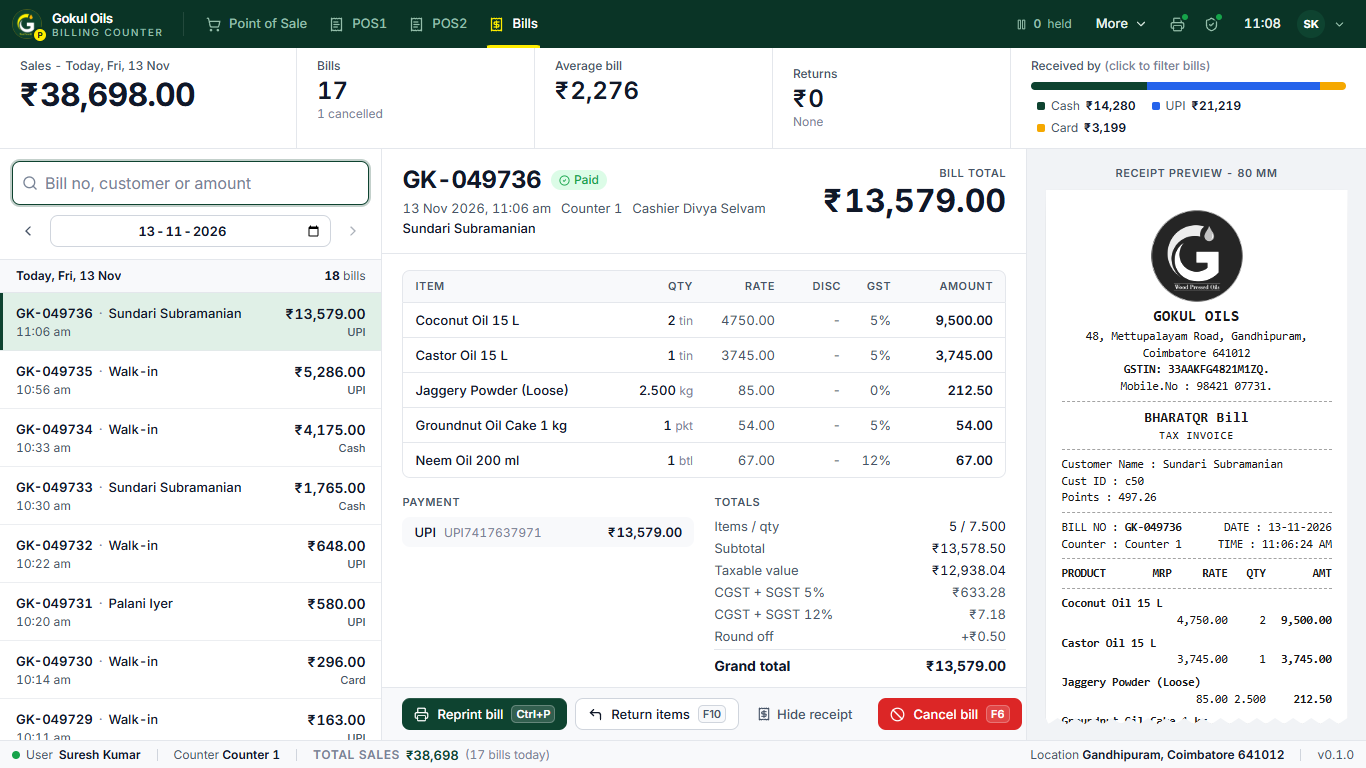 Gokul Oils
BILLING COUNTER
P
Point of Sale
POS1
POS2
Bills
0 held
More
11:08
SK
Sales - Today, Fri, 13 Nov
₹38,698.00
Bills
17
1 cancelled
Average bill
₹2,276
Returns
₹0
None
Received by (click to filter bills)
Cash ₹14,280 UPI ₹21,219
Card ₹3,199
Bill no, customer or amount
13-11-2026
Today, Fri, 13 Nov 18 bills
GK-049736 · Sundari Subramanian ₹13,579.00
11:06 am UPI
GK-049735 · Walk-in ₹5,286.00
10:56 am UPI
GK-049734 · Walk-in ₹4,175.00
10:33 am Cash
GK-049733 · Sundari Subramanian ₹1,765.00
10:30 am Cash
GK-049732 · Walk-in ₹648.00
10:22 am UPI
GK-049731 · Palani Iyer ₹580.00
10:20 am UPI
GK-049730 · Walk-in ₹296.00
10:14 am Card
GK-049729 · Walk-in ₹163.00
10:11 am UPI
GK-049736 Paid
13 Nov 2026, 11:06 am Counter 1 Cashier Divya Selvam
Sundari Subramanian
BILL TOTAL
₹13,579.00
ITEM QTY RATE DISC GST AMOUNT
Coconut Oil 15 L 2 tin 4750.00 - 5% 9,500.00
Castor Oil 15 L 1 tin 3745.00 - 5% 3,745.00
Jaggery Powder (Loose) 2.500 kg 85.00 - 0% 212.50
Groundnut Oil Cake 1 kg 1 pkt 54.00 - 5% 54.00
Neem Oil 200 ml 1 btl 67.00 - 12% 67.00
PAYMENT
UPI UPI7417637971 ₹13,579.00
TOTALS
Items / qty 5 / 7.500
Subtotal ₹13,578.50
Taxable value ₹12,938.04
CGST + SGST 5% ₹633.28
CGST + SGST 12% ₹7.18
Round off +₹0.50
Grand total ₹13,579.00
Reprint bill Ctrl+P
Return items F10
Hide receipt
Cancel bill F6
RECEIPT PREVIEW - 80 MM
G
Wood Pressed Oils
GOKUL OILS
48, Mettupalayam Road, Gandhipuram,
Coimbatore 641012
GSTIN: 33AAKFG4821M1ZQ.
Mobile.No : 98421 07731.
BHARATQR Bill
TAX INVOICE
Customer Name : Sundari Subramanian
Cust ID : c50
Points : 497.26
BILL NO : GK-049736 DATE : 13-11-2026
Counter : Counter 1 TIME : 11:06:24 AM
PRODUCT MRP RATE QTY AMT
Coconut Oil 15 L
4,750.00 2 9,500.00
Castor Oil 15 L
3,745.00 1 3,745.00
Jaggery Powder (Loose)
85.00 2.500 212.50
Groundnut Oil Cake 1 kg
User Suresh Kumar
Counter Counter 1
TOTAL SALES ₹38,698 (17 bills today)
Location Gandhipuram, Coimbatore 641012
v0.1.0